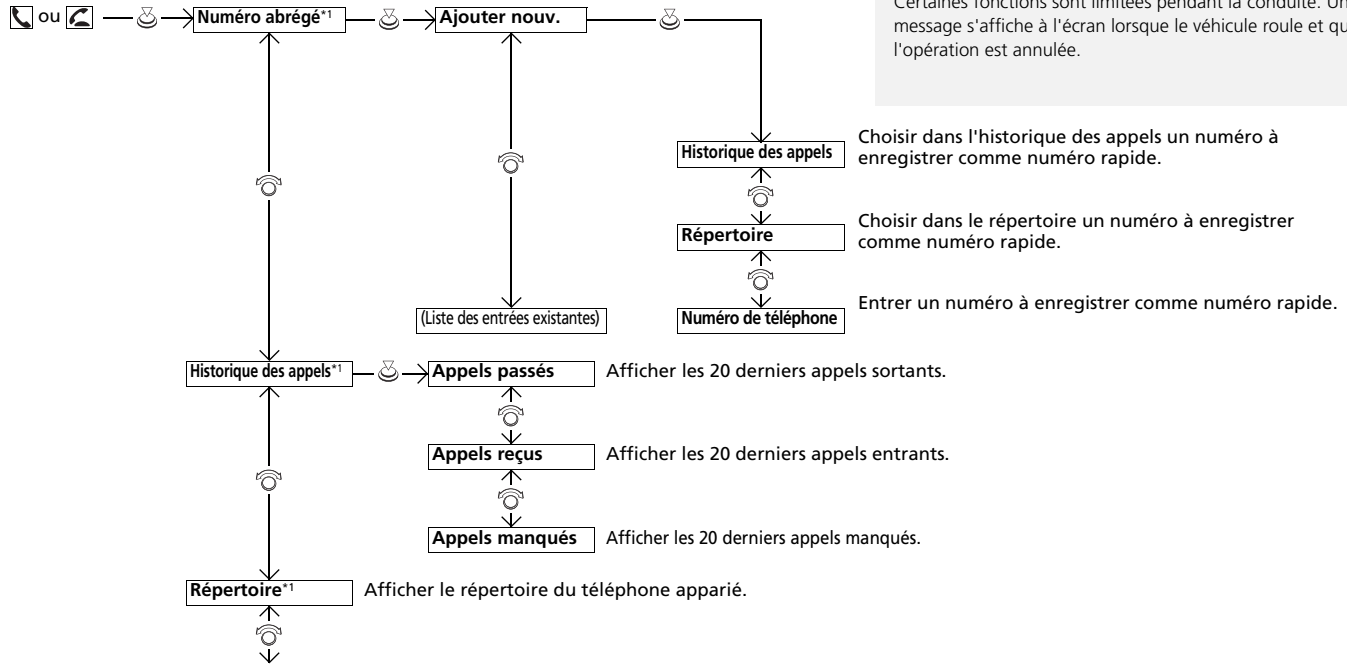 Certaines fonctions sont limitées pendant la conduite. Un
message s'affiche à l'écran lorsque le véhicule roule et qu
l'opération est annulée.
ou
Numéro abrégé*1
Ajouter nouv.
Historique des appels
Choisir dans l'historique des appels un numéro à
enregistrer comme numéro rapide.
Répertoire
Choisir dans le répertoire un numéro à enregistrer
comme numéro rapide.
(Liste des entrées existantes)
Numéro de téléphone
Entrer un numéro à enregistrer comme numéro rapide.
Historique des appels*1
Appels passés
Afficher les 20 derniers appels sortants.
Appels reçus
Afficher les 20 derniers appels entrants.
Appels manqués
Afficher les 20 derniers appels manqués.
Répertoire*1
Afficher le répertoire du téléphone apparié.